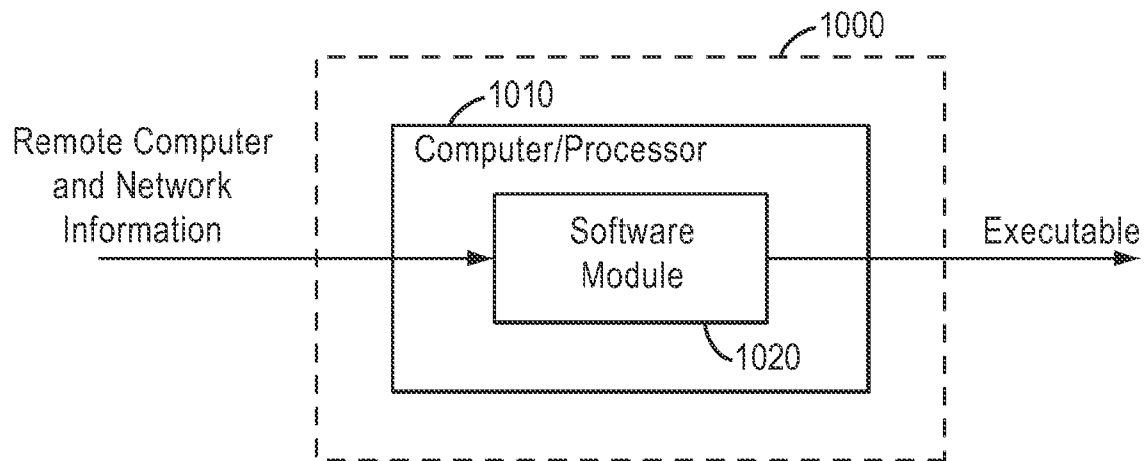 1000
1010
Remote Computer
and Network
Information
Computer/Processor
Software
Module
Executable
1020